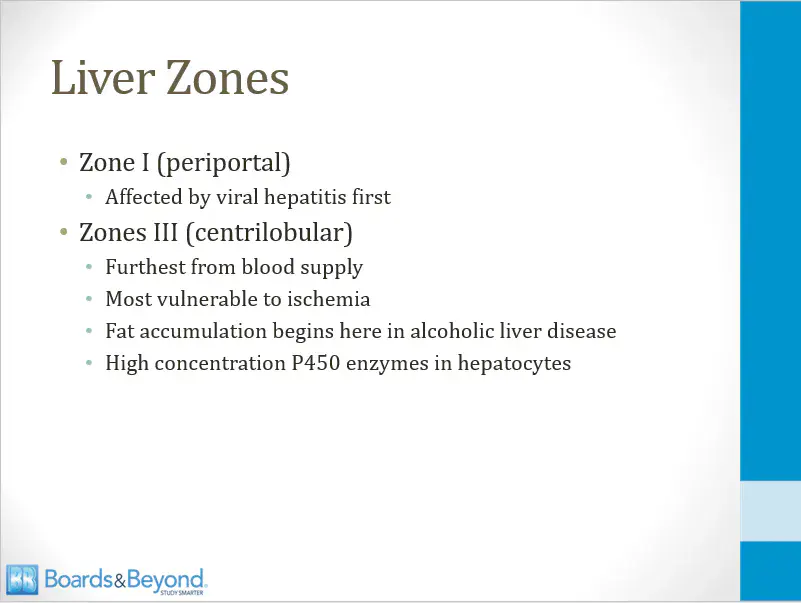 Liver Zones
• Zone I (periportal)
• Affected by viral hepatitis first
• Zones III (centrilobular)
• Furthest from blood supply
• Most vulnerable to ischemia
• Fat accumulation begins here in alcoholic liver disease
• High concentration P450 enzymes in hepatocytes
BB Boards&Beyond.
STUDY SMARTER